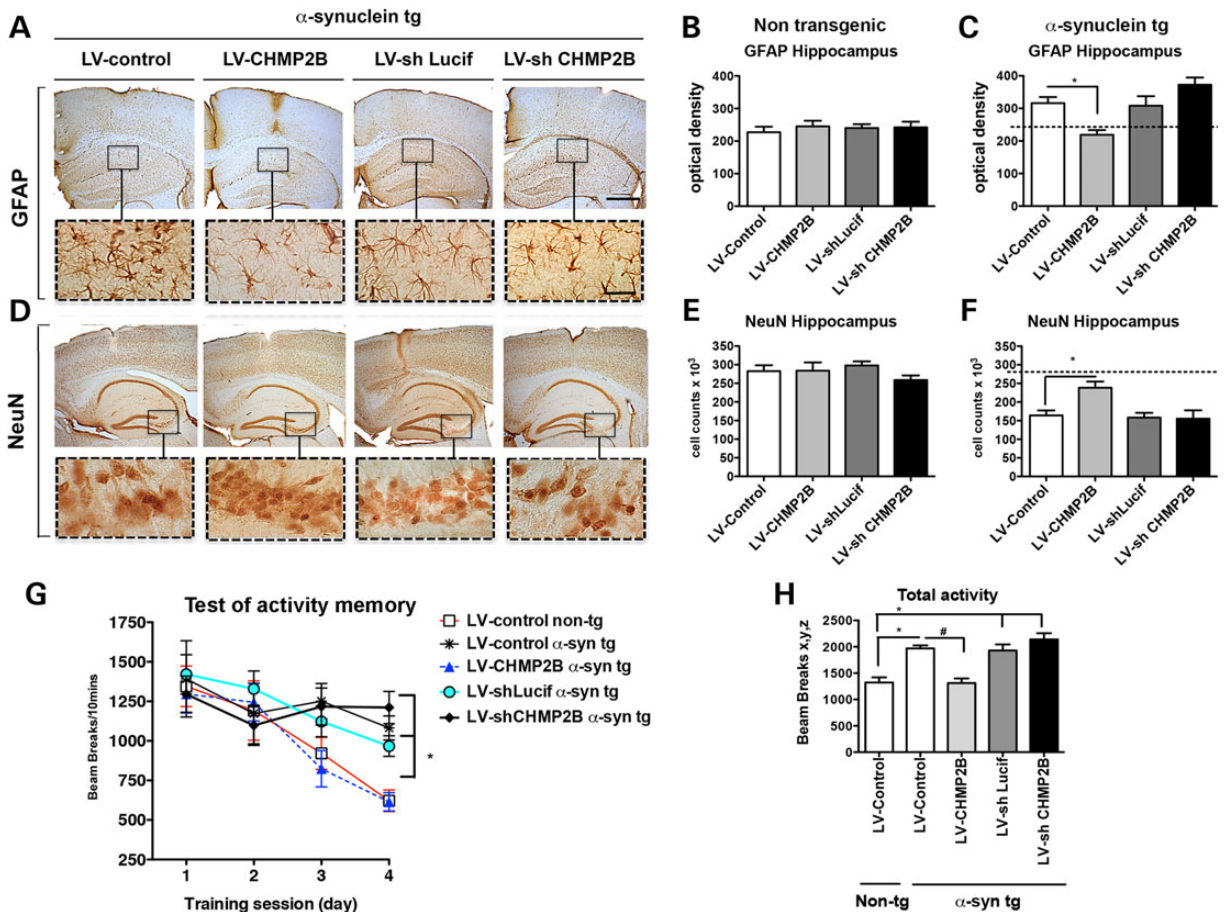 A
α-synuclein tg
LV-control LV-CHMP2B LV-sh Lucif LV-sh CHMP2B
GFAP
D
NeuN
B
Non transgenic
GFAP Hippocampus
optical density
400
300
200
100
0
LV-Control
LV-CHMP2B
LV-shLucif
LV-sh CHMP2B
C
α-synuclein tg
GFAP Hippocampus
optical density
400
300
200
100
0
*
LV-Control
LV-CHMP2B
LV-shLucif
LV-sh CHMP2B
E
NeuN Hippocampus
cell counts x 10³
350
300
250
200
150
100
50
0
LV-Control
LV-CHMP2B
LV-shLucif
LV-sh CHMP2B
F
NeuN Hippocampus
cell counts x 10³
350
300
250
200
150
100
50
0
*
LV-Control
LV-CHMP2B
LV-shLucif
LV-sh CHMP2B
G
Test of activity memory
Beam Breaks/10mins
1750
1500
1250
1000
750
500
250
1 2 3 4
Training session (day)
LV-control non-tg
LV-control α-syn tg
LV-CHMP2B α-syn tg
LV-shLucif α-syn tg
LV-shCHMP2B α-syn tg
*
H
Total activity
Beam Breaks x,y,z
2500
2000
1500
1000
500
0
*
* #
LV-Control
LV-Control
LV-CHMP2B
LV-sh Lucif
LV-sh CHMP2B
Non-tg α-syn tg